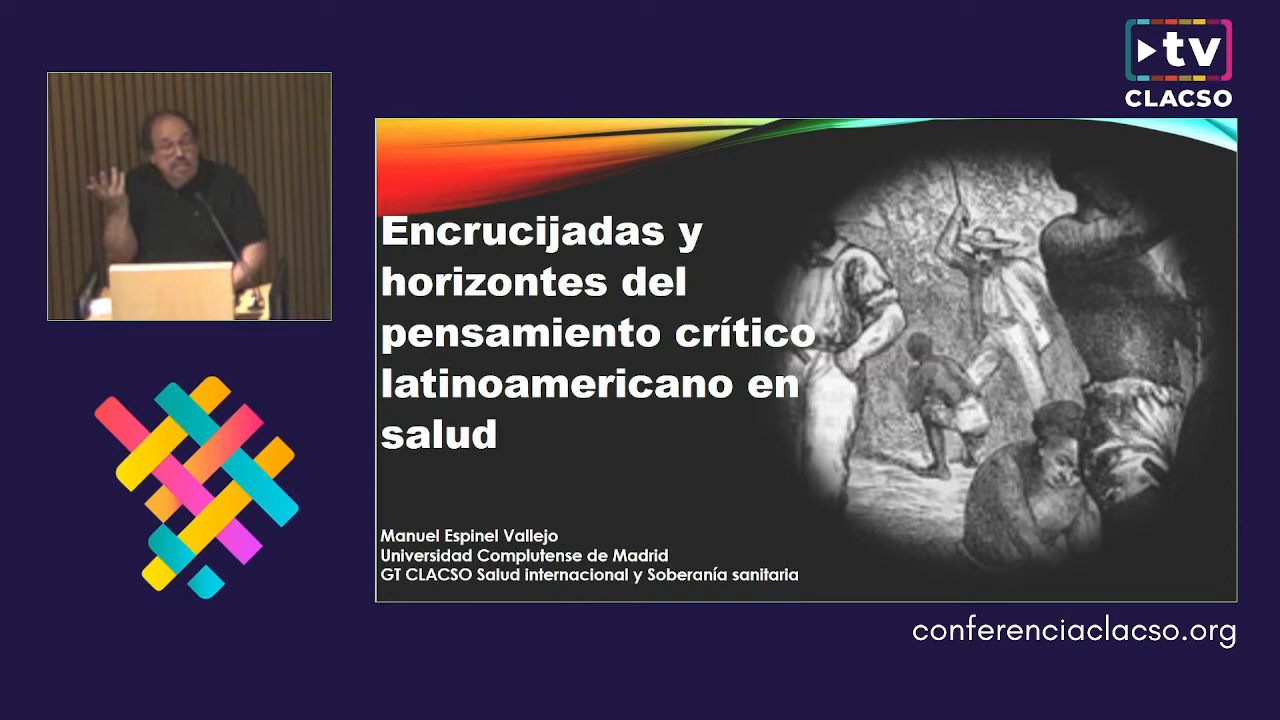 tv
CLACSO
Encrucijadas y
horizontes del
pensamiento crítico
latinoamericano en
salud
Manuel Espinel Vallejo
Universidad Complutense de Madrid
GT CLACSO Salud internacional y Soberanía sanitaria
conferenciaclacso.org